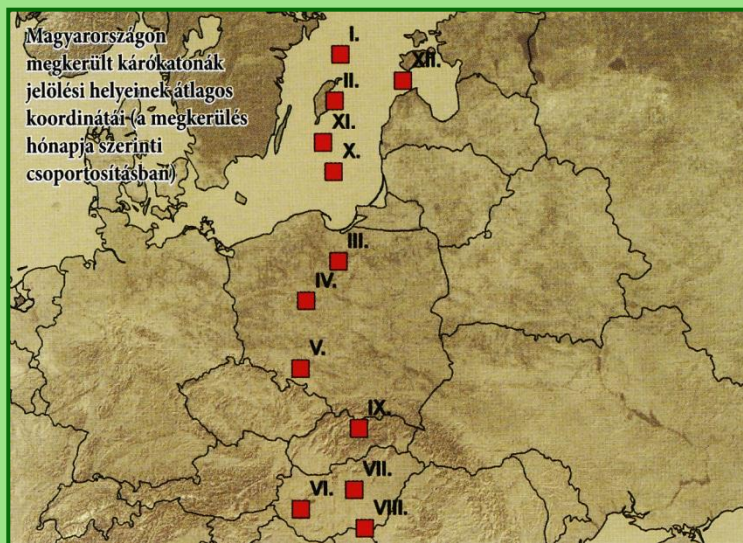 Magyarországon
megkerült kárókatonák
jelölési helyeinek átlagos
koordinátái (a megkerülés
hónapja szerinti
csoportosításban)
I.
XII.
II.
XI.
X.
III.
IV.
V.
IX.
VII.
VI.
VIII.